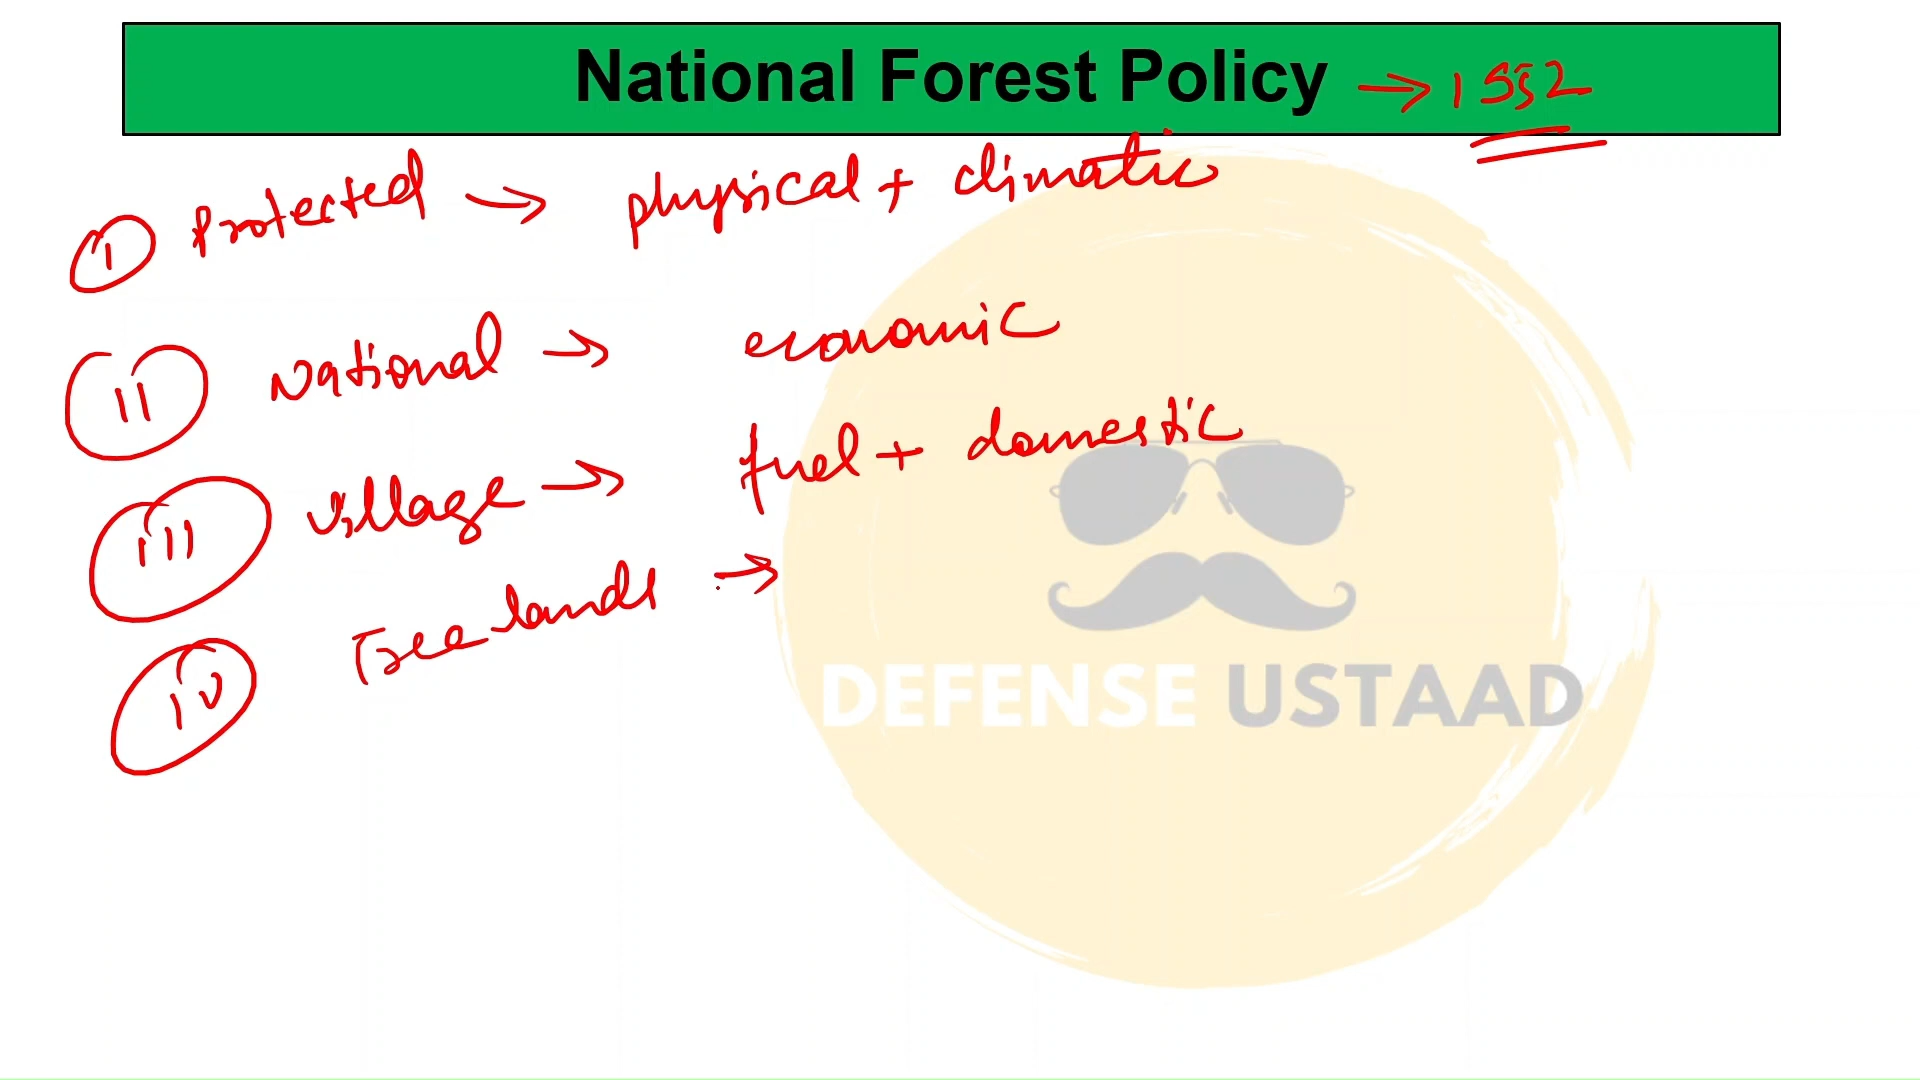 National Forest Policy → 1952
i Protected → physical + climatic
ii National → economic
iii Village → fuel + domestic
iv Tree lands →
DEFENSE USTAAD